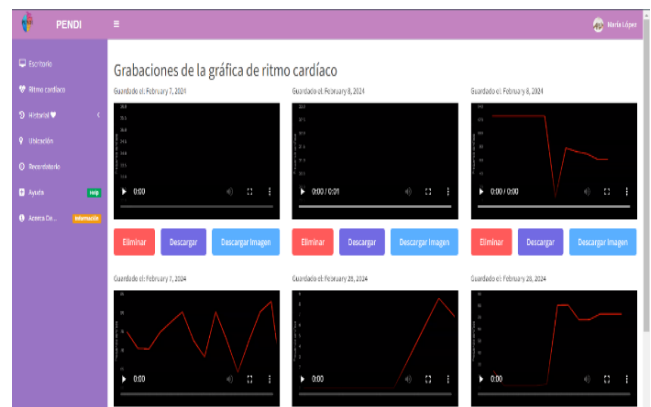 PENDI
María López
Escritorio
Ritmo cardíaco
Historial
Ubicación
Recordatorio
Ayuda
Help
Acerca De...
Información
Grabaciones de la gráfica de ritmo cardíaco
Guardado el: February 7, 2024
Guardado el: February 8, 2024
Guardado el: February 8, 2024
0:00
0:00 / 0:01
0:00 / 0:00
Eliminar
Descargar
Descargar Imagen
Eliminar
Descargar
Descargar Imagen
Eliminar
Descargar
Descargar Imagen
Guardado el: February 7, 2024
Guardado el: February 28, 2024
Guardado el: February 28, 2024
0:00
0:00
0:00